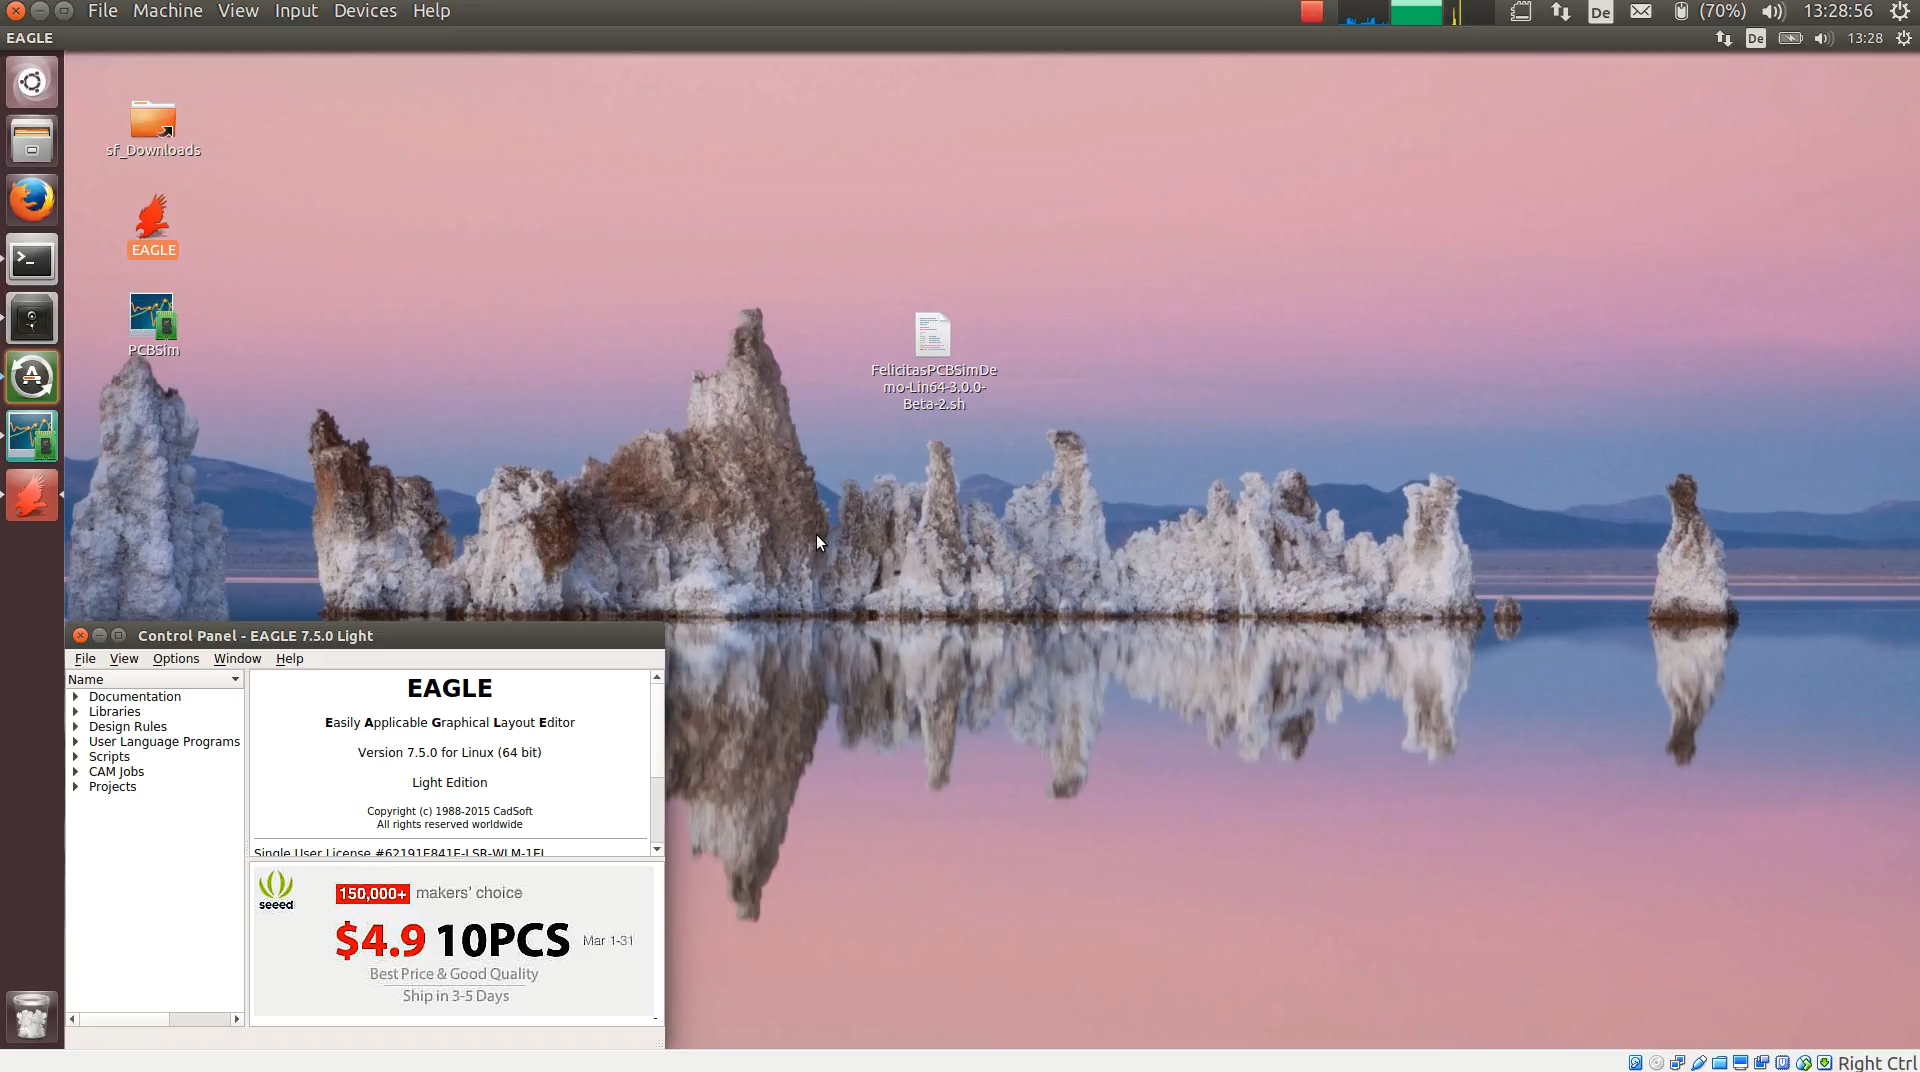 File Machine View Input Devices Help
De (70%) 13:28:56
EAGLE
De 13:28
sf_Downloads
EAGLE
PCBSim
FelicitasPCBSimDe
mo-Lin64-3.0.0-
Beta-2.sh
Control Panel - EAGLE 7.5.0 Light
File View Options Window Help
Name
Documentation
Libraries
Design Rules
User Language Programs
Scripts
CAM Jobs
Projects
EAGLE
Easily Applicable Graphical Layout Editor
Version 7.5.0 for Linux (64 bit)
Light Edition
Copyright (c) 1988-2015 CadSoft
All rights reserved worldwide
Single User License
seeed
150,000+ makers' choice
$4.9 10PCS Mar 1-31
Best Price & Good Quality
Ship in 3-5 Days
Right Ctrl